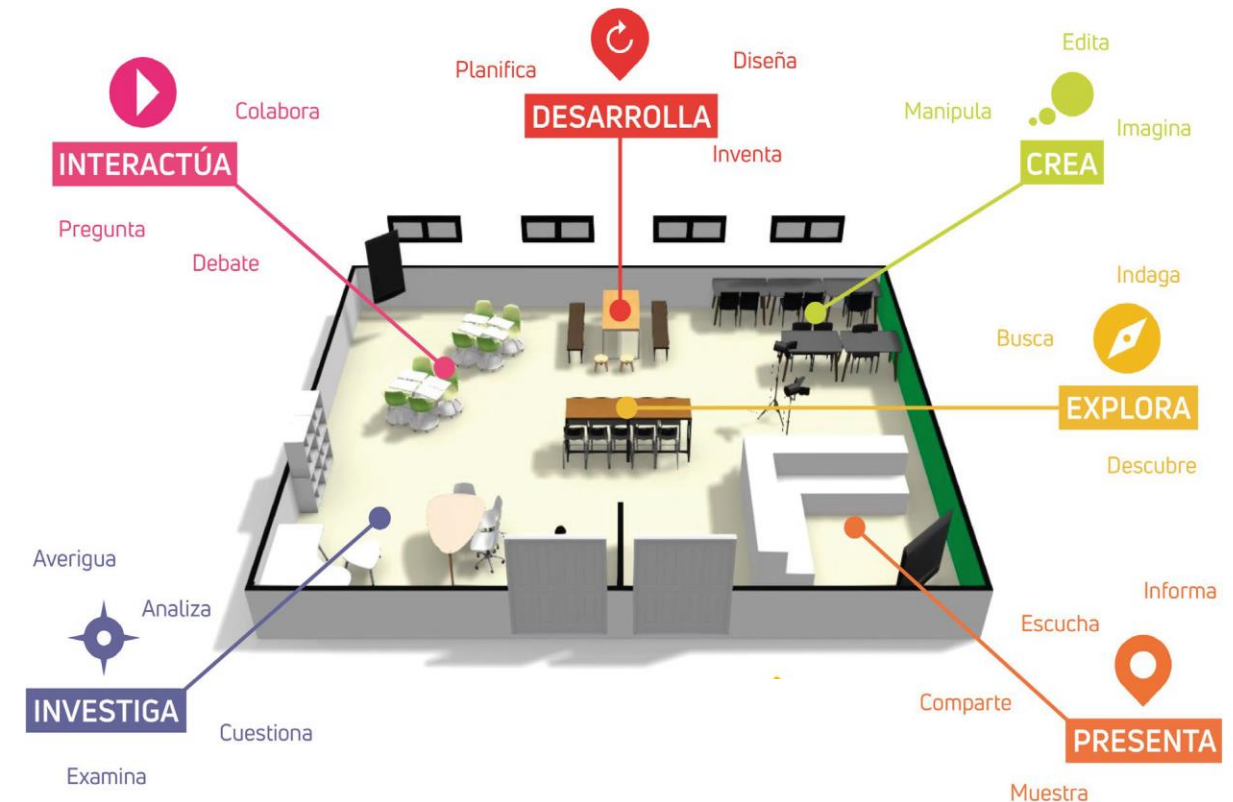 INTERACTÚA
Colabora
Pregunta
Debate
DESARROLLA
Planifica
Diseña
Inventa
CREA
Edita
Manipula
Imagina
EXPLORA
Indaga
Busca
Descubre
INVESTIGA
Averigua
Analiza
Cuestiona
Examina
PRESENTA
Informa
Escucha
Comparte
Muestra